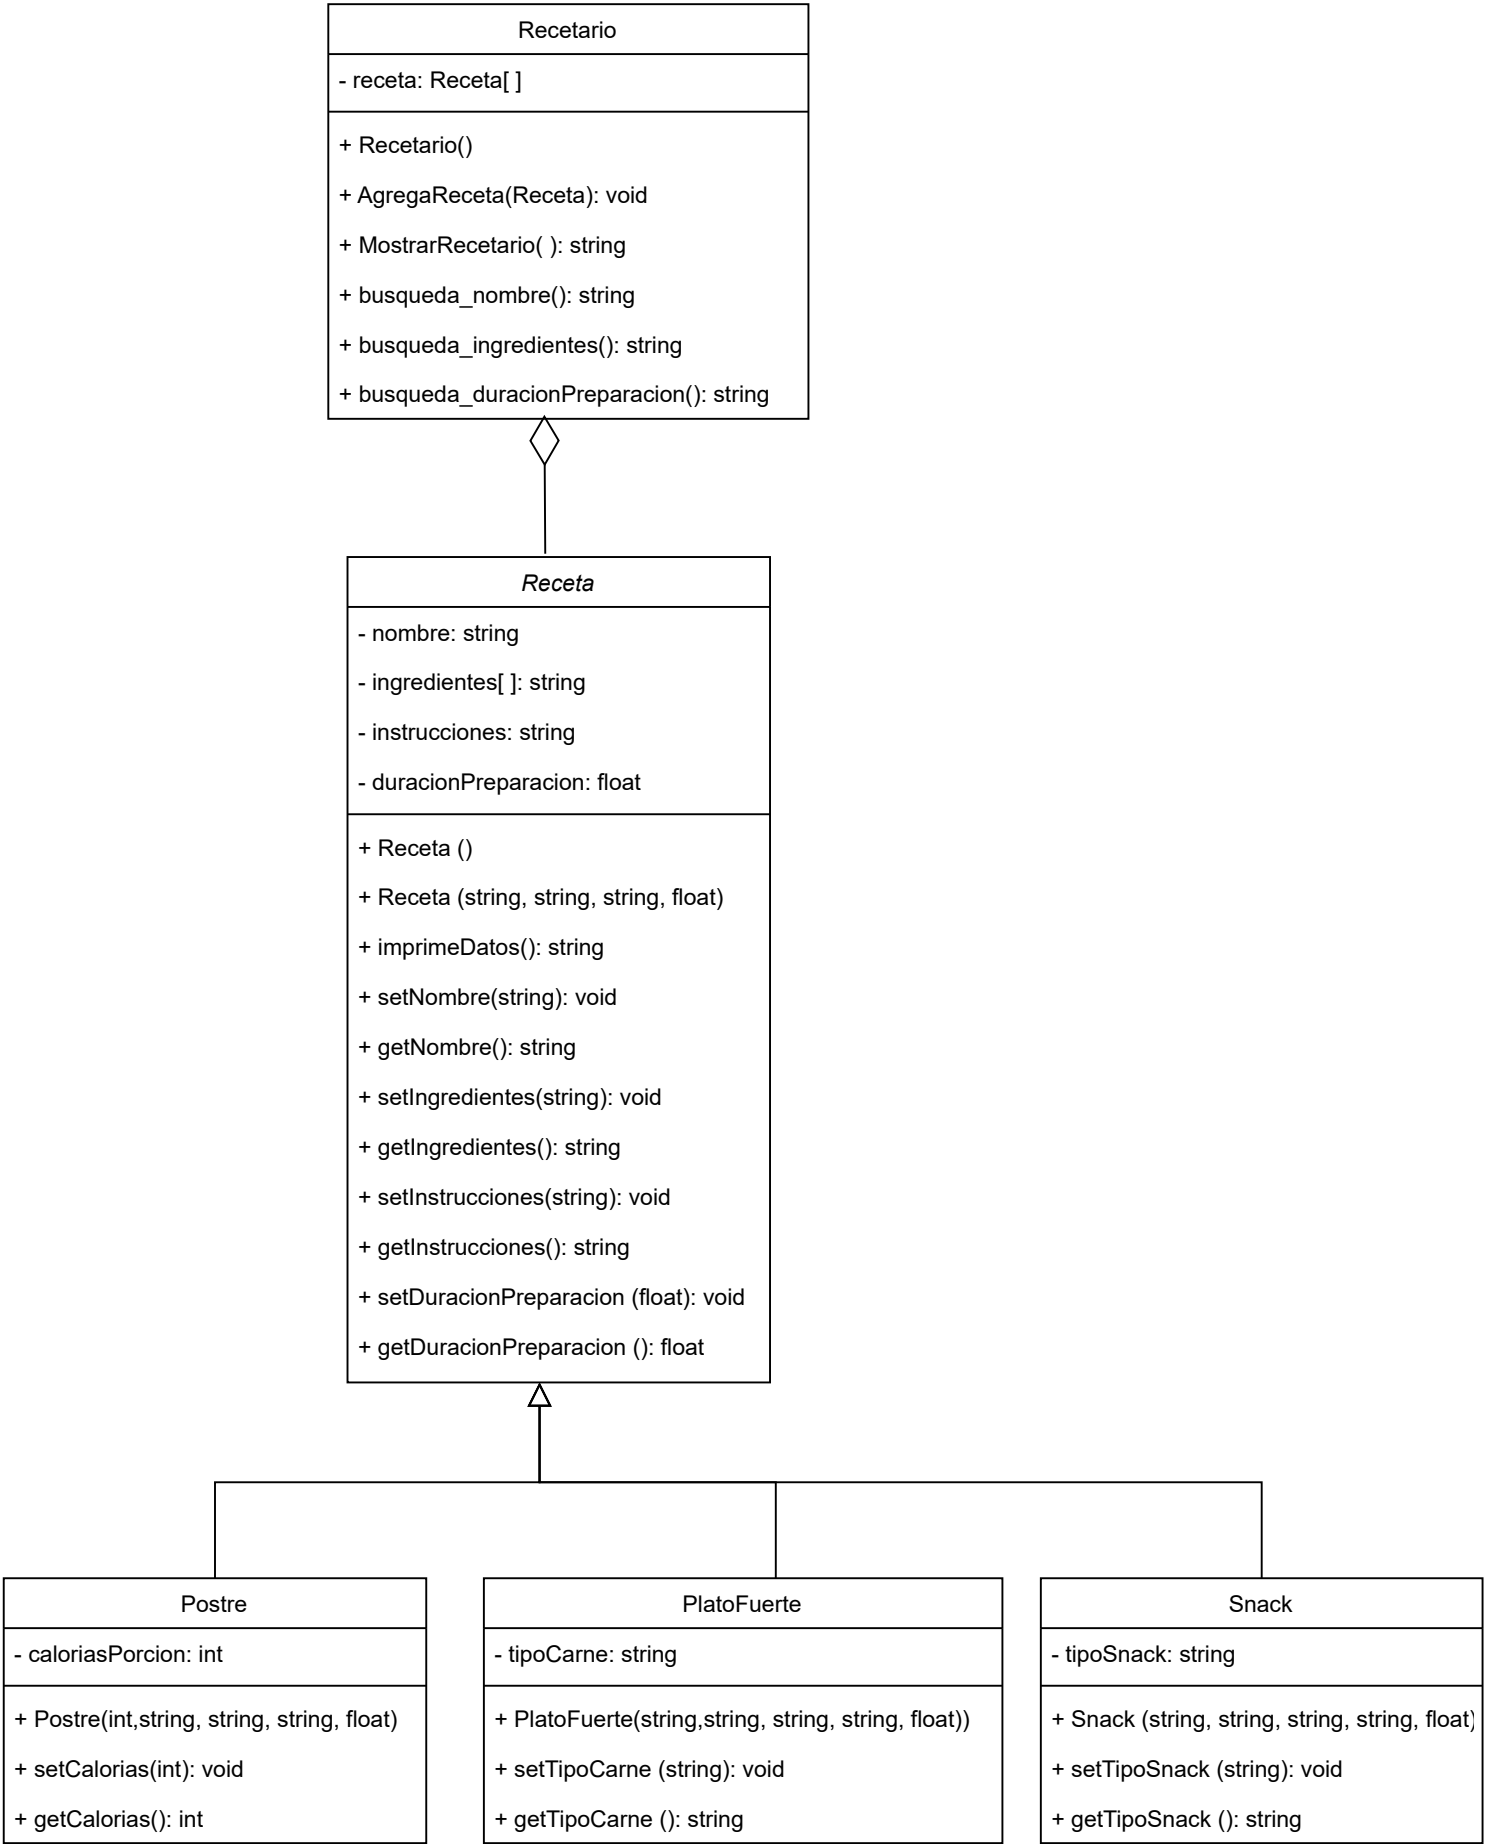 Recetario
- receta: Receta[ ]
+ Recetario()
+ AgregaReceta(Receta): void
+ MostrarRecetario( ): string
+ busqueda_nombre(): string
+ busqueda_ingredientes(): string
+ busqueda_duracionPreparacion(): string
Receta
- nombre: string
- ingredientes[ ]: string
- instrucciones: string
- duracionPreparacion: float
+ Receta ()
+ Receta (string, string, string, float)
+ imprimeDatos(): string
+ setNombre(string): void
+ getNombre(): string
+ setIngredientes(string): void
+ getIngredientes(): string
+ setInstrucciones(string): void
+ getInstrucciones(): string
+ setDuracionPreparacion (float): void
+ getDuracionPreparacion (): float
Postre
- caloriasPorcion: int
+ Postre(int,string, string, string, float)
+ setCalorias(int): void
+ getCalorias(): int
PlatoFuerte
- tipoCarne: string
+ PlatoFuerte(string,string, string, string, float))
+ setTipoCarne (string): void
+ getTipoCarne (): string
Snack
- tipoSnack: string
+ Snack (string, string, string, string, float)
+ setTipoSnack (string): void
+ getTipoSnack (): string